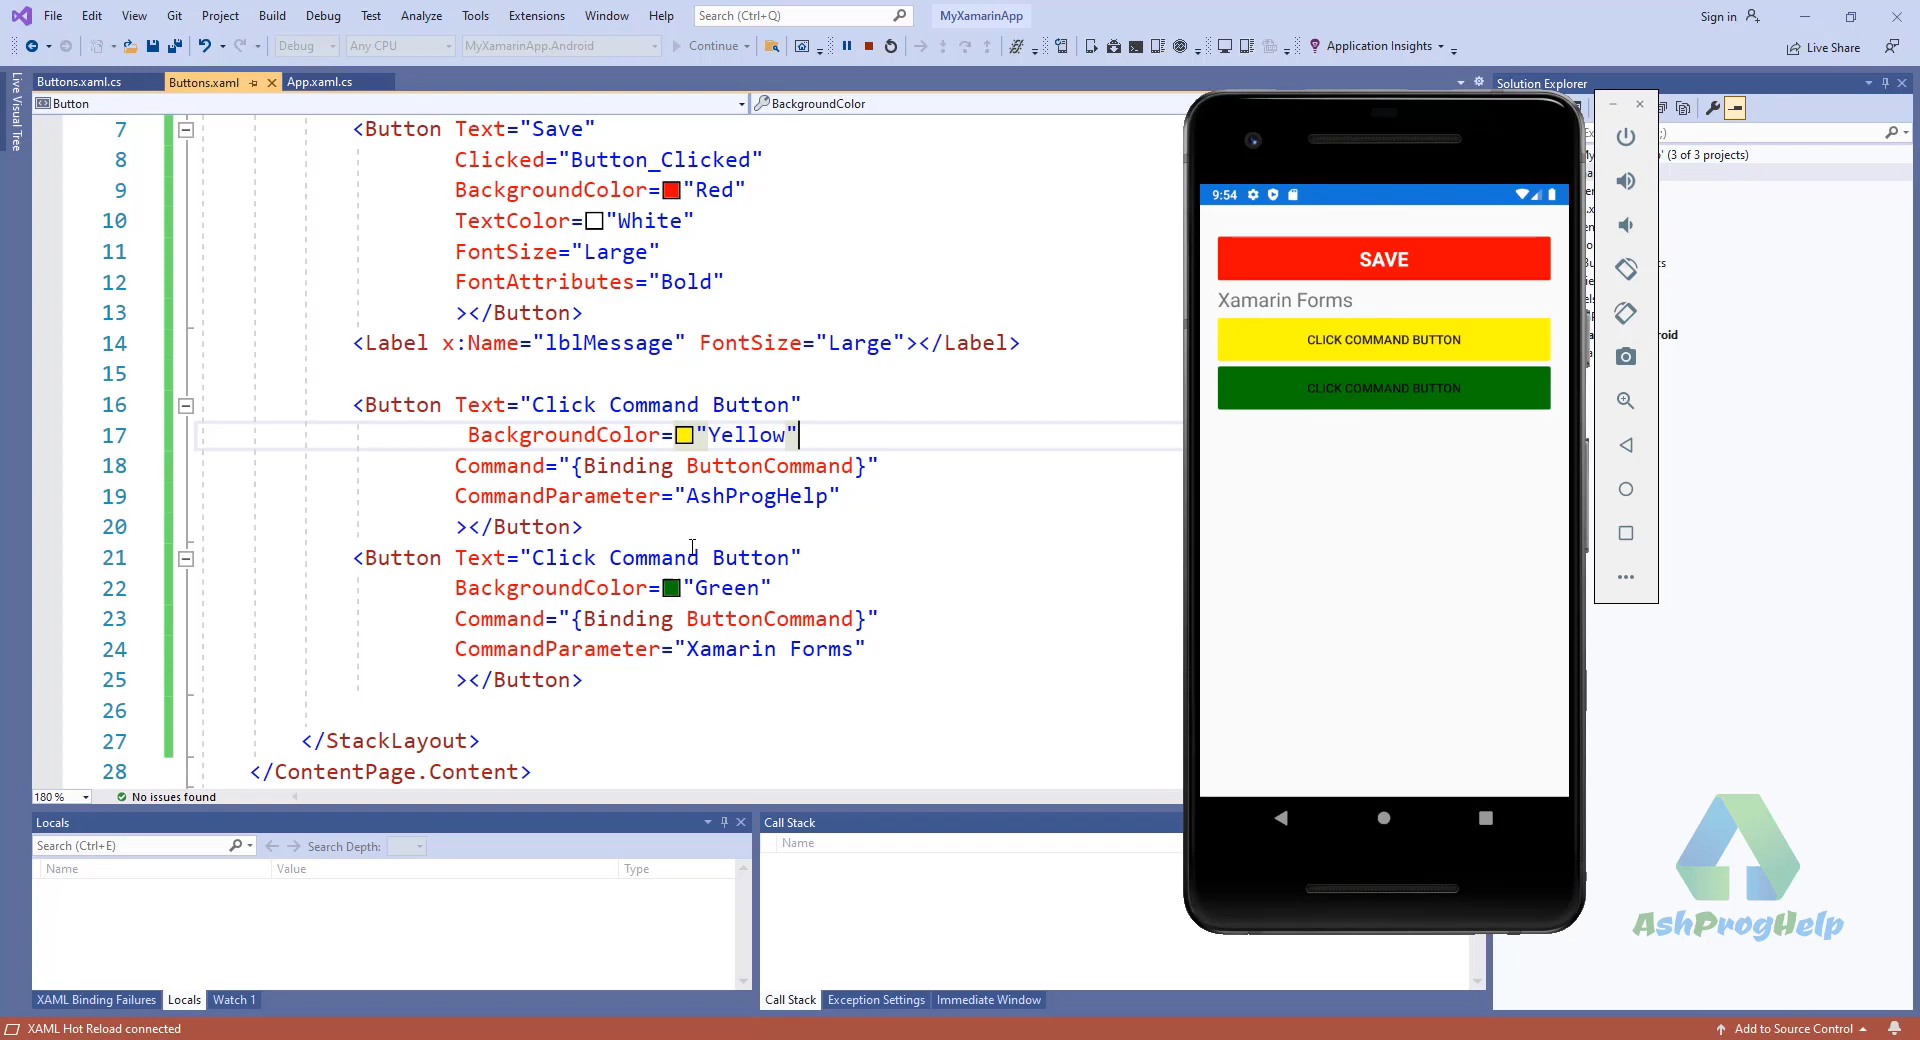 File Edit View Git Project Build Debug Test Analyze Tools Extensions Window Help Search (Ctrl+Q) MyXamarinApp Sign in
Debug Any CPU MyXamarinApp.Android Continue Application Insights Live Share
Live Visual Tree
Buttons.xaml.cs Buttons.xaml App.xaml.cs
Button BackgroundColor
7 <Button Text="Save"
8 Clicked="Button_Clicked"
9 BackgroundColor="Red"
10 TextColor="White"
11 FontSize="Large"
12 FontAttributes="Bold"
13 ></Button>
14 <Label x:Name="lblMessage" FontSize="Large"></Label>
15
16 <Button Text="Click Command Button"
17 BackgroundColor="Yellow"
18 Command="{Binding ButtonCommand}"
19 CommandParameter="AshProgHelp"
20 ></Button>
21 <Button Text="Click Command Button"
22 BackgroundColor="Green"
23 Command="{Binding ButtonCommand}"
24 CommandParameter="Xamarin Forms"
25 ></Button>
26
27 </StackLayout>
28 </ContentPage.Content>
180 % No issues found
9:54
SAVE
Xamarin Forms
CLICK COMMAND BUTTON
CLICK COMMAND BUTTON
Solution Explorer
(3 of 3 projects)
Locals
Search (Ctrl+E) Search Depth:
Name Value Type
XAML Binding Failures Locals Watch 1
Call Stack
Name
Call Stack Exception Settings Immediate Window
AshProgHelp
XAML Hot Reload connected Add to Source Control